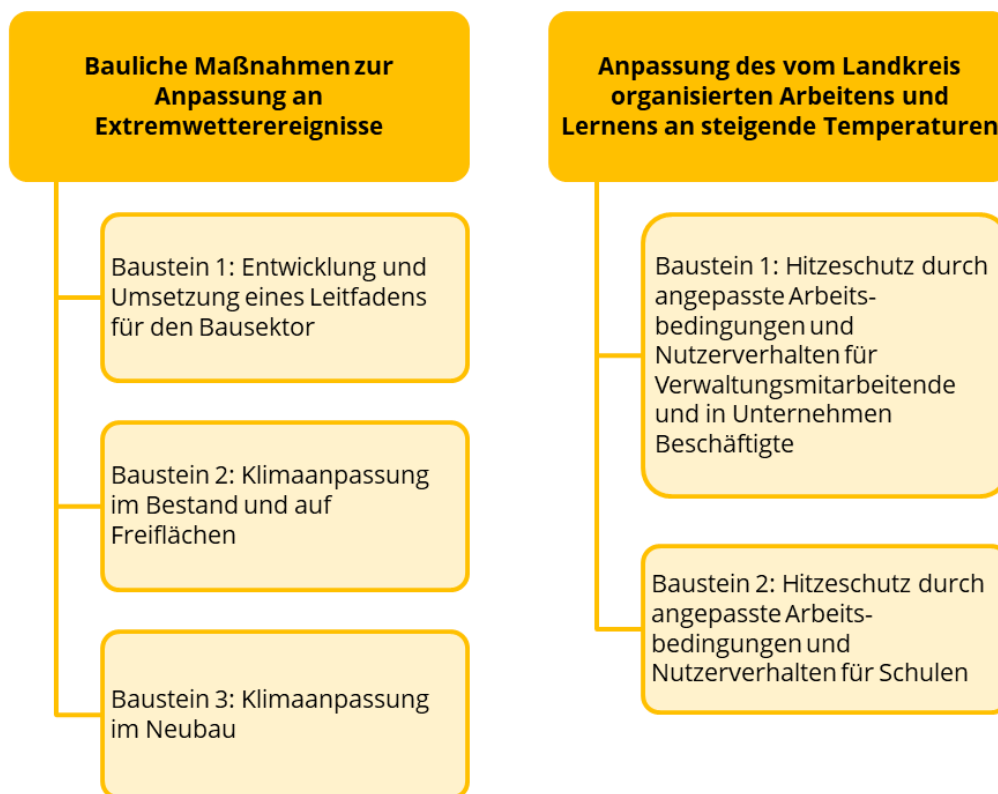 Bauliche Maßnahmen zur
Anpassung an
Extremwetterereignisse
Baustein 1: Entwicklung und
Umsetzung eines Leitfadens
für den Bausektor
Baustein 2: Klimaanpassung
im Bestand und auf
Freiflächen
Baustein 3: Klimaanpassung
im Neubau
Anpassung des vom Landkreis
organisierten Arbeitens und
Lernens an steigende Temperaturen
Baustein 1: Hitzeschutz durch
angepasste Arbeits-
bedingungen und
Nutzerverhalten für
Verwaltungsmitarbeitende
und in Unternehmen
Beschäftigte
Baustein 2: Hitzeschutz durch
angepasste Arbeits-
bedingungen und
Nutzerverhalten für Schulen